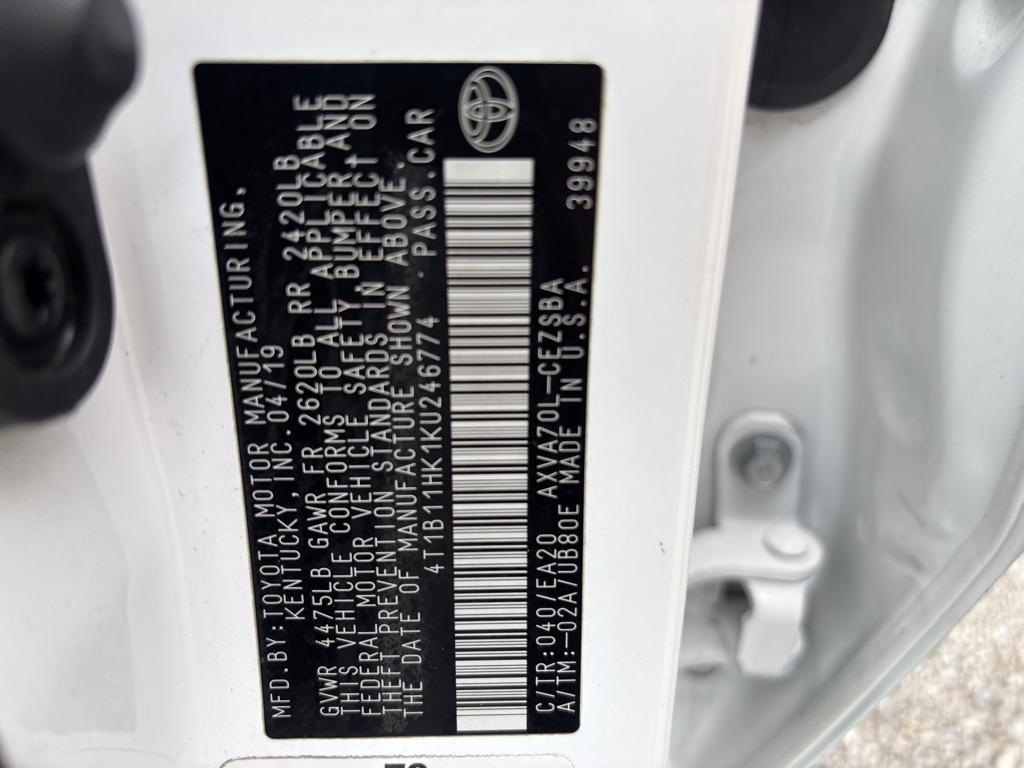 MFD.BY:TOYOTA MOTOR MANUFACTURING,
KENTUCKY,INC. 04/19
GVWR 4475LB GAWR FR 2620LB RR 2420LB
THIS VEHICLE CONFORMS TO ALL APPLICABLE
FEDERAL MOTOR VEHICLE SAFETY,BUMPER,AND
THEFT PREVENTION STANDARDS IN EFFECT ON
THE DATE OF MANUFACTURE SHOWN ABOVE.
4T1B11HK1KU246774 · PASS.CAR
C/TR:040/EA20 AXVA70L-CEZSBA
A/TM:-02A/UB80E MADE IN U.S.A. 39948